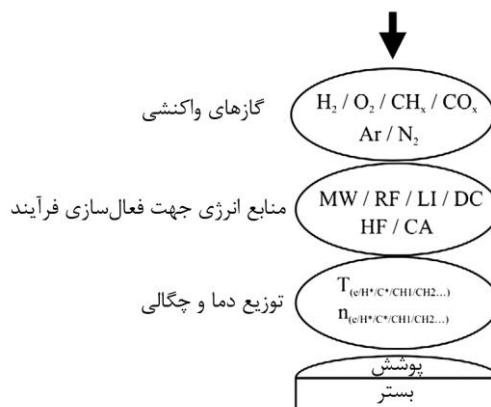 گازهای واکنشی
H₂ / O₂ / CHₓ / COₓ
Ar / N₂
منابع انرژی جهت فعال‌سازی فرآیند
MW / RF / LI / DC
HF / CA
توزیع دما و چگالی
T(e/H*/C*/CH1/CH2...)
n(e/H*/C*/CH1/CH2...)
پوشش
بستر